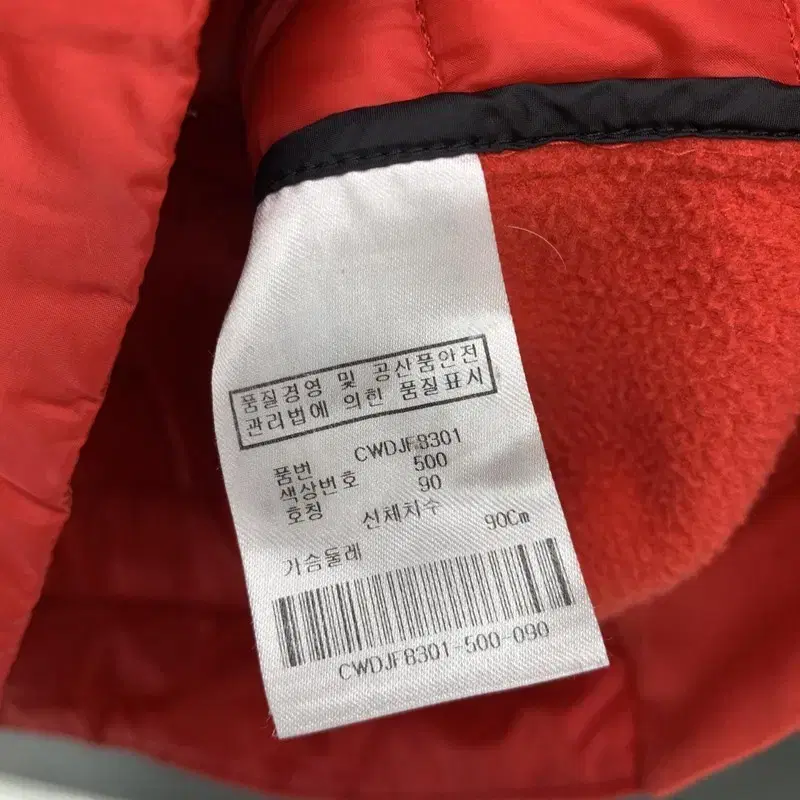 품질경영 및 공산품안전
관리법에 의한 품질표시
품번 CWDJF8301
색상번호 500
호칭 90
신체치수
가슴둘레 90Cm
CWDJF8301-500-090